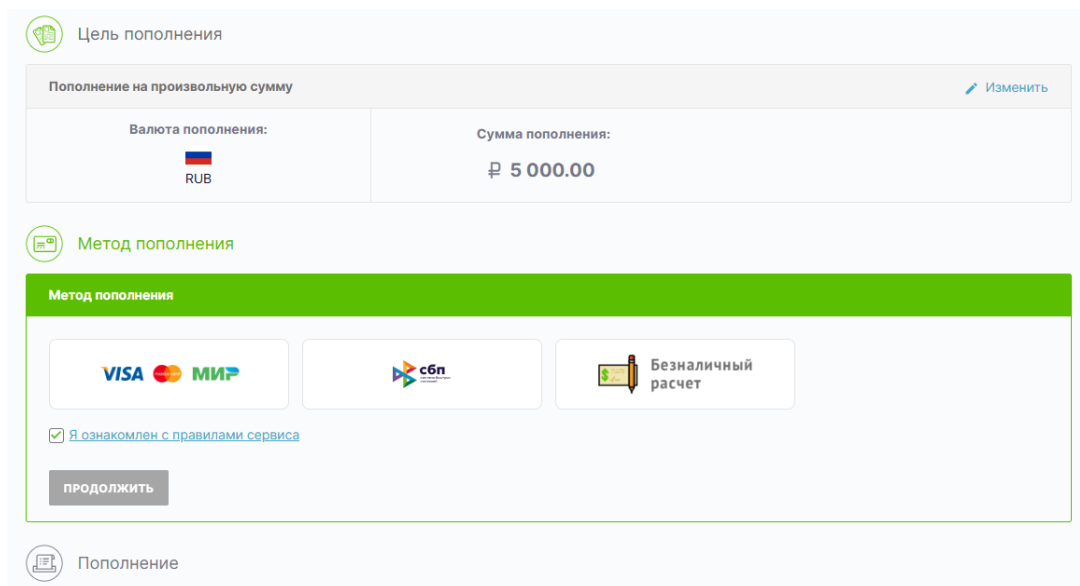 Цель пополнения
Пополнение на произвольную сумму
Изменить
Валюта пополнения:
RUB
Сумма пополнения:
₽ 5 000.00
Метод пополнения
Метод пополнения
VISA МИР
сбп
$
Безналичный
расчет
Я ознакомлен с правилами сервиса
ПРОДОЛЖИТЬ
Пополнение